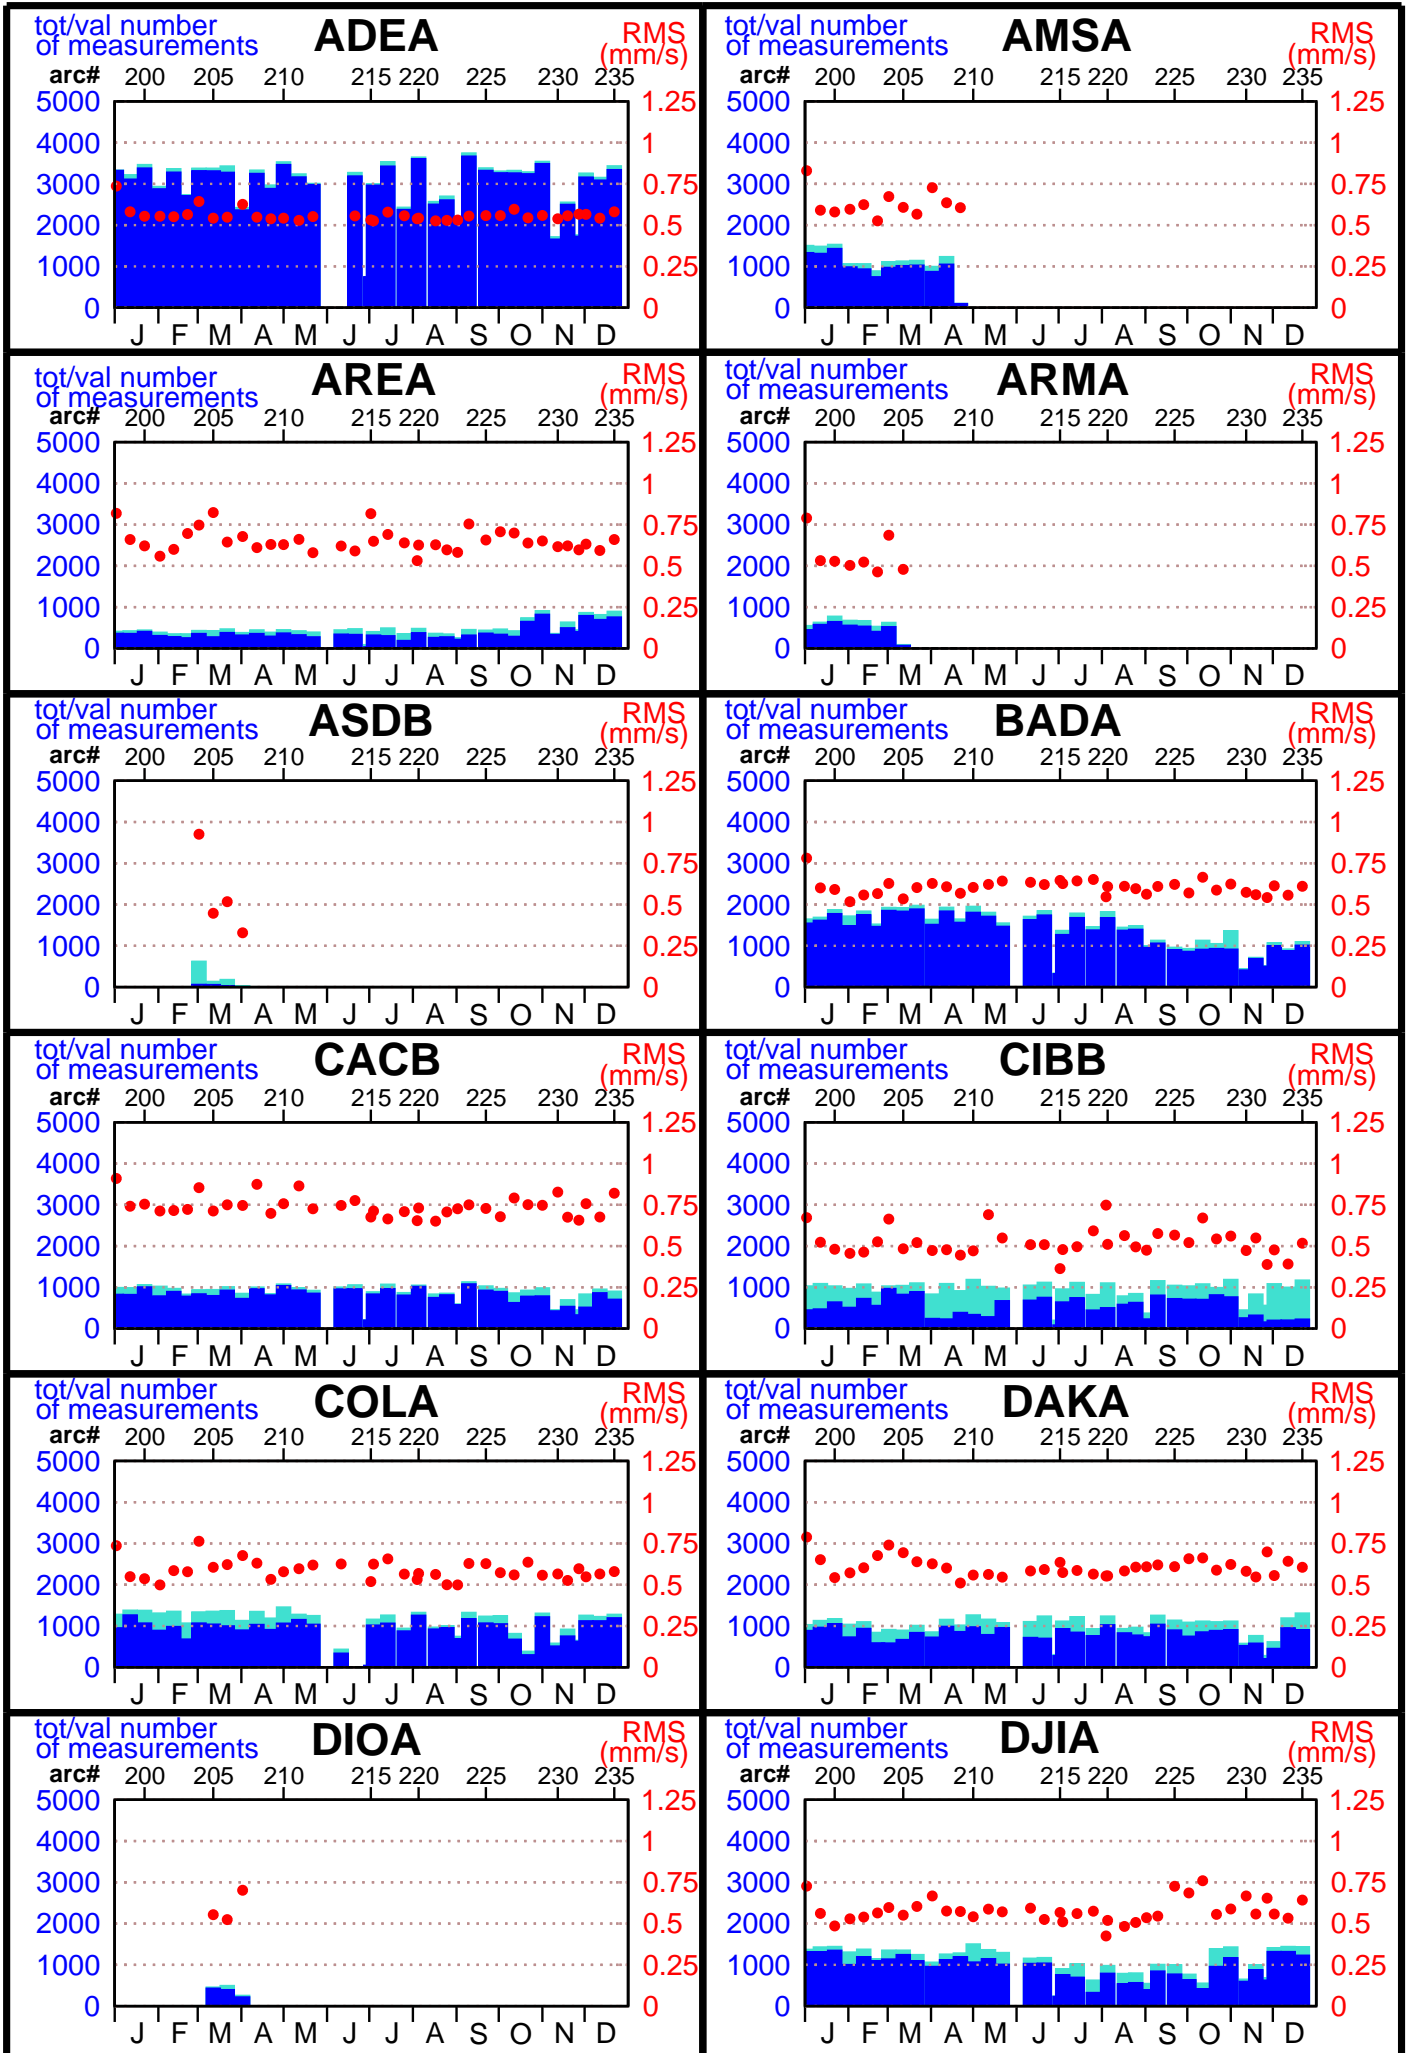 tot/val number
of measurements
ADEA
RMS
(mm/s)
arc# 200 205 210 215 220 225 230 235
5000 1.25
4000 1
3000 0.75
2000 0.5
1000 0.25
0 0
J F M A M J J A S O N D
tot/val number
of measurements
AMSA
RMS
(mm/s)
arc# 200 205 210 215 220 225 230 235
5000 1.25
4000 1
3000 0.75
2000 0.5
1000 0.25
0 0
J F M A M J J A S O N D
tot/val number
of measurements
AREA
RMS
(mm/s)
arc# 200 205 210 215 220 225 230 235
5000 1.25
4000 1
3000 0.75
2000 0.5
1000 0.25
0 0
J F M A M J J A S O N D
tot/val number
of measurements
ARMA
RMS
(mm/s)
arc# 200 205 210 215 220 225 230 235
5000 1.25
4000 1
3000 0.75
2000 0.5
1000 0.25
0 0
J F M A M J J A S O N D
tot/val number
of measurements
ASDB
RMS
(mm/s)
arc# 200 205 210 215 220 225 230 235
5000 1.25
4000 1
3000 0.75
2000 0.5
1000 0.25
0 0
J F M A M J J A S O N D
tot/val number
of measurements
BADA
RMS
(mm/s)
arc# 200 205 210 215 220 225 230 235
5000 1.25
4000 1
3000 0.75
2000 0.5
1000 0.25
0 0
J F M A M J J A S O N D
tot/val number
of measurements
CACB
RMS
(mm/s)
arc# 200 205 210 215 220 225 230 235
5000 1.25
4000 1
3000 0.75
2000 0.5
1000 0.25
0 0
J F M A M J J A S O N D
tot/val number
of measurements
CIBB
RMS
(mm/s)
arc# 200 205 210 215 220 225 230 235
5000 1.25
4000 1
3000 0.75
2000 0.5
1000 0.25
0 0
J F M A M J J A S O N D
tot/val number
of measurements
COLA
RMS
(mm/s)
arc# 200 205 210 215 220 225 230 235
5000 1.25
4000 1
3000 0.75
2000 0.5
1000 0.25
0 0
J F M A M J J A S O N D
tot/val number
of measurements
DAKA
RMS
(mm/s)
arc# 200 205 210 215 220 225 230 235
5000 1.25
4000 1
3000 0.75
2000 0.5
1000 0.25
0 0
J F M A M J J A S O N D
tot/val number
of measurements
DIOA
RMS
(mm/s)
arc# 200 205 210 215 220 225 230 235
5000 1.25
4000 1
3000 0.75
2000 0.5
1000 0.25
0 0
J F M A M J J A S O N D
tot/val number
of measurements
DJIA
RMS
(mm/s)
arc# 200 205 210 215 220 225 230 235
5000 1.25
4000 1
3000 0.75
2000 0.5
1000 0.25
0 0
J F M A M J J A S O N D